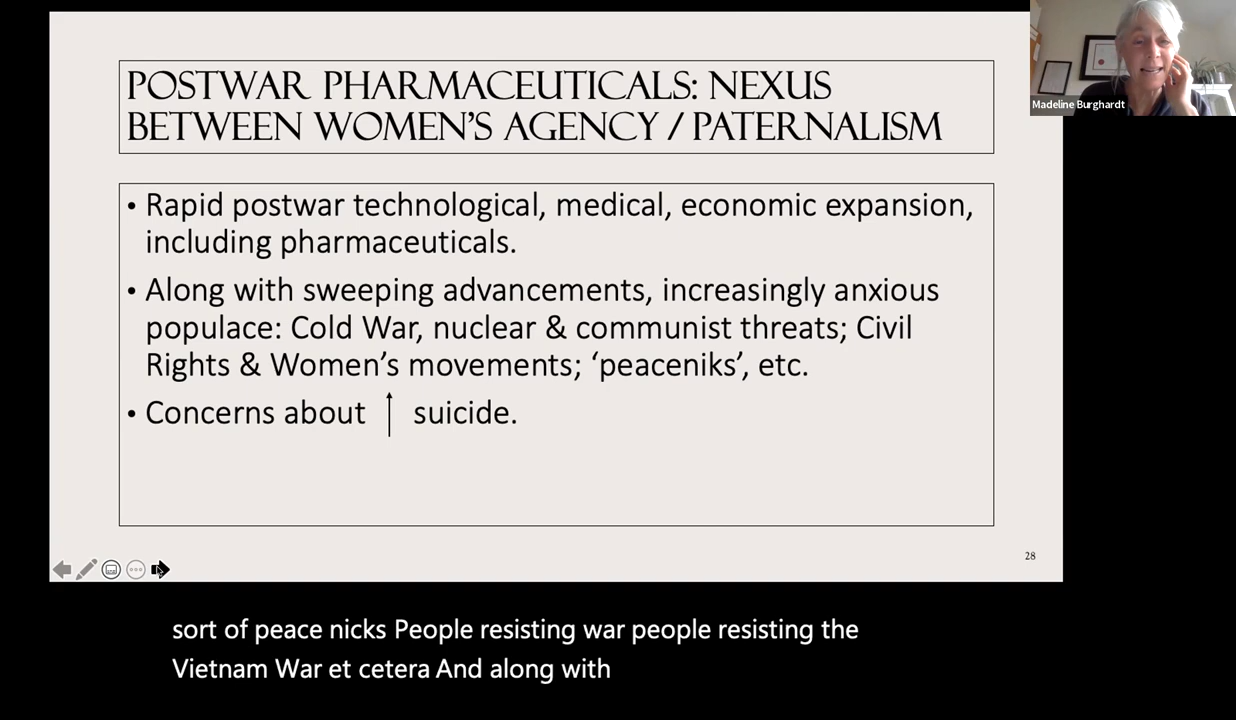 POSTWAR PHARMACEUTICALS: NEXUS
BETWEEN WOMEN'S AGENCY / PATERNALISM
Madeline Burghardt
• Rapid postwar technological, medical, economic expansion,
including pharmaceuticals.
• Along with sweeping advancements, increasingly anxious
populace: Cold War, nuclear & communist threats; Civil
Rights & Women's movements; ‘peaceniks’, etc.
• Concerns about ↑ suicide.
28
sort of peace nicks People resisting war people resisting the
Vietnam War et cetera And along with